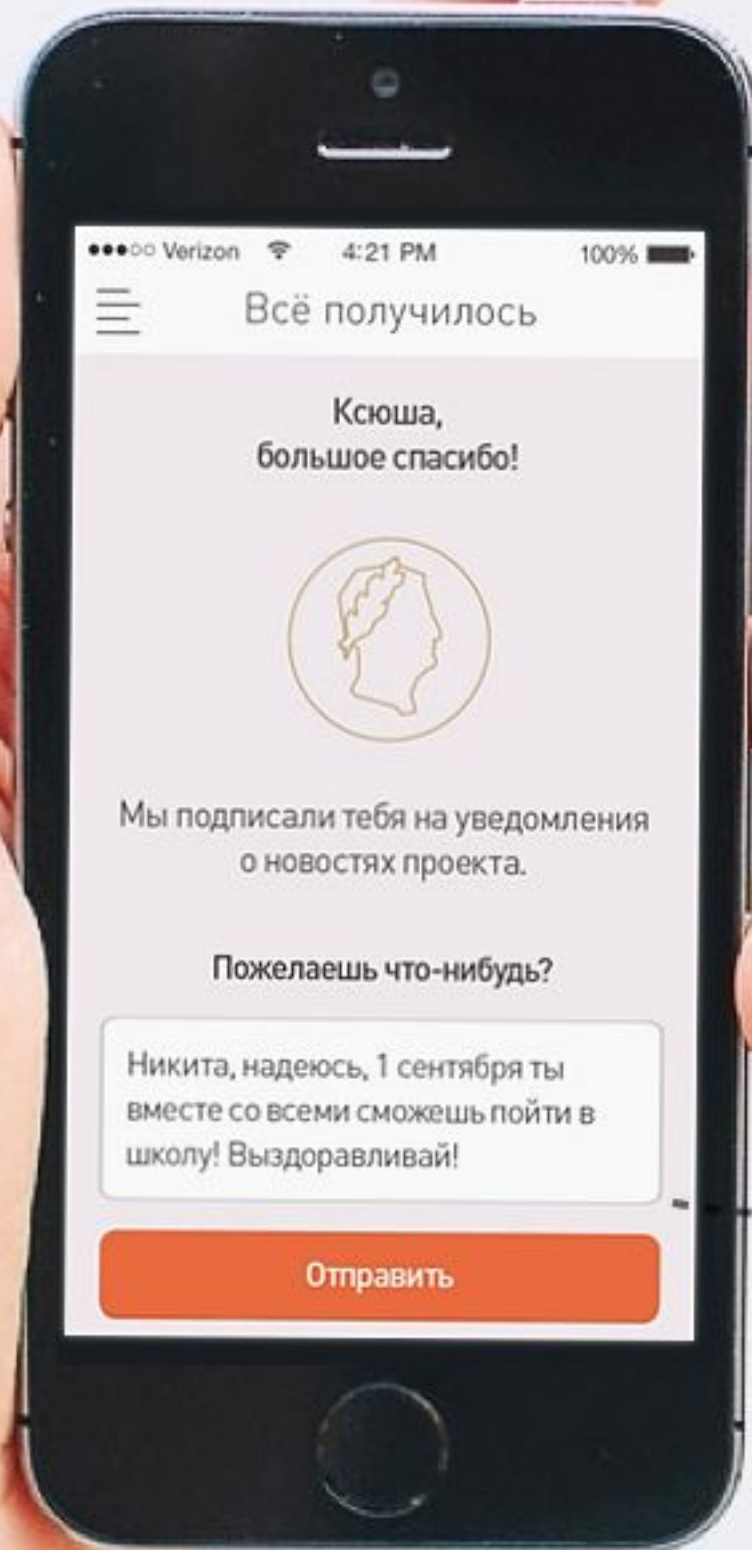 Verizon 4:21 PM 100%
Всё получилось
Ксюша,
большое спасибо!
Мы подписали тебя на уведомления
о новостях проекта.
Пожелаешь что-нибудь?
Никита, надеюсь, 1 сентября ты
вместе со всеми сможешь пойти в
школу! Выздоравливай!
Отправить